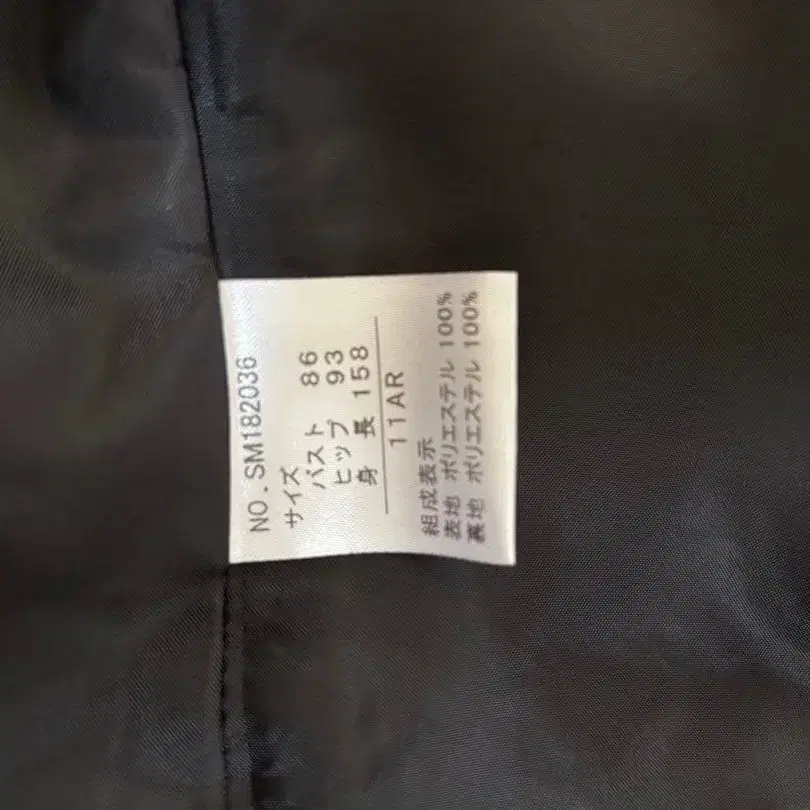 NO.SM182036
サイズ
バスト 86
ヒップ 93
身長 158
11AR
組成表示
表地 ポリエステル 100%
裏地 ポリエステル 100%